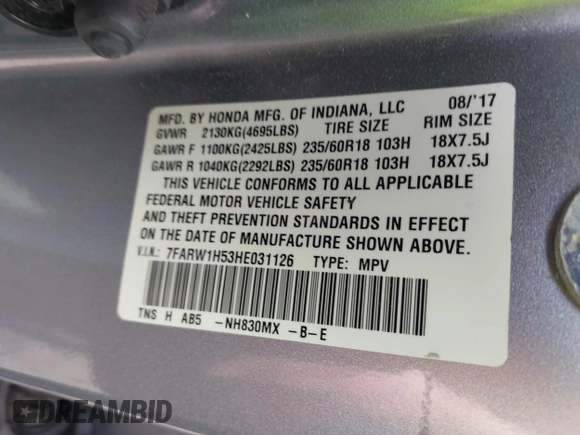 MFD. BY HONDA MFG. OF INDIANA, LLC 08/'17
GVWR 2130KG(4695LBS) TIRE SIZE RIM SIZE
GAWR F 1100KG(2425LBS) 235/60R18 103H 18X7.5J
GAWR R 1040KG(2292LBS) 235/60R18 103H 18X7.5J
THIS VEHICLE CONFORMS TO ALL APPLICABLE
FEDERAL MOTOR VEHICLE SAFETY
AND THEFT PREVENTION STANDARDS IN EFFECT
ON THE DATE OF MANUFACTURE SHOWN ABOVE.
V.I.N.: 7FARW1H53HE031126 TYPE: MPV
TNS H AB5 -NH830MX -B-E
DREAMBID